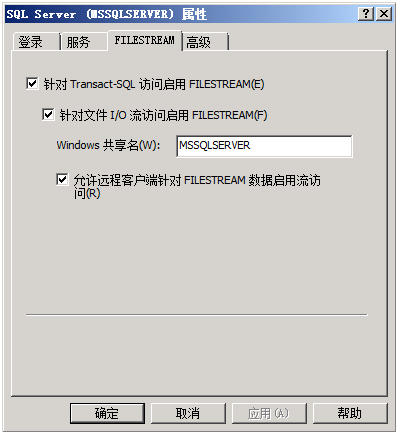 SQL Server (MSSQLSERVER) 属性
登录 服务 FILESTREAM 高级
针对 Transact-SQL 访问启用 FILESTREAM(E)
针对文件 I/O 流访问启用 FILESTREAM(F)
Windows 共享名(W): MSSQLSERVER
允许远程客户端针对 FILESTREAM 数据启用流访
问(R)
确定 取消 应用(A) 帮助